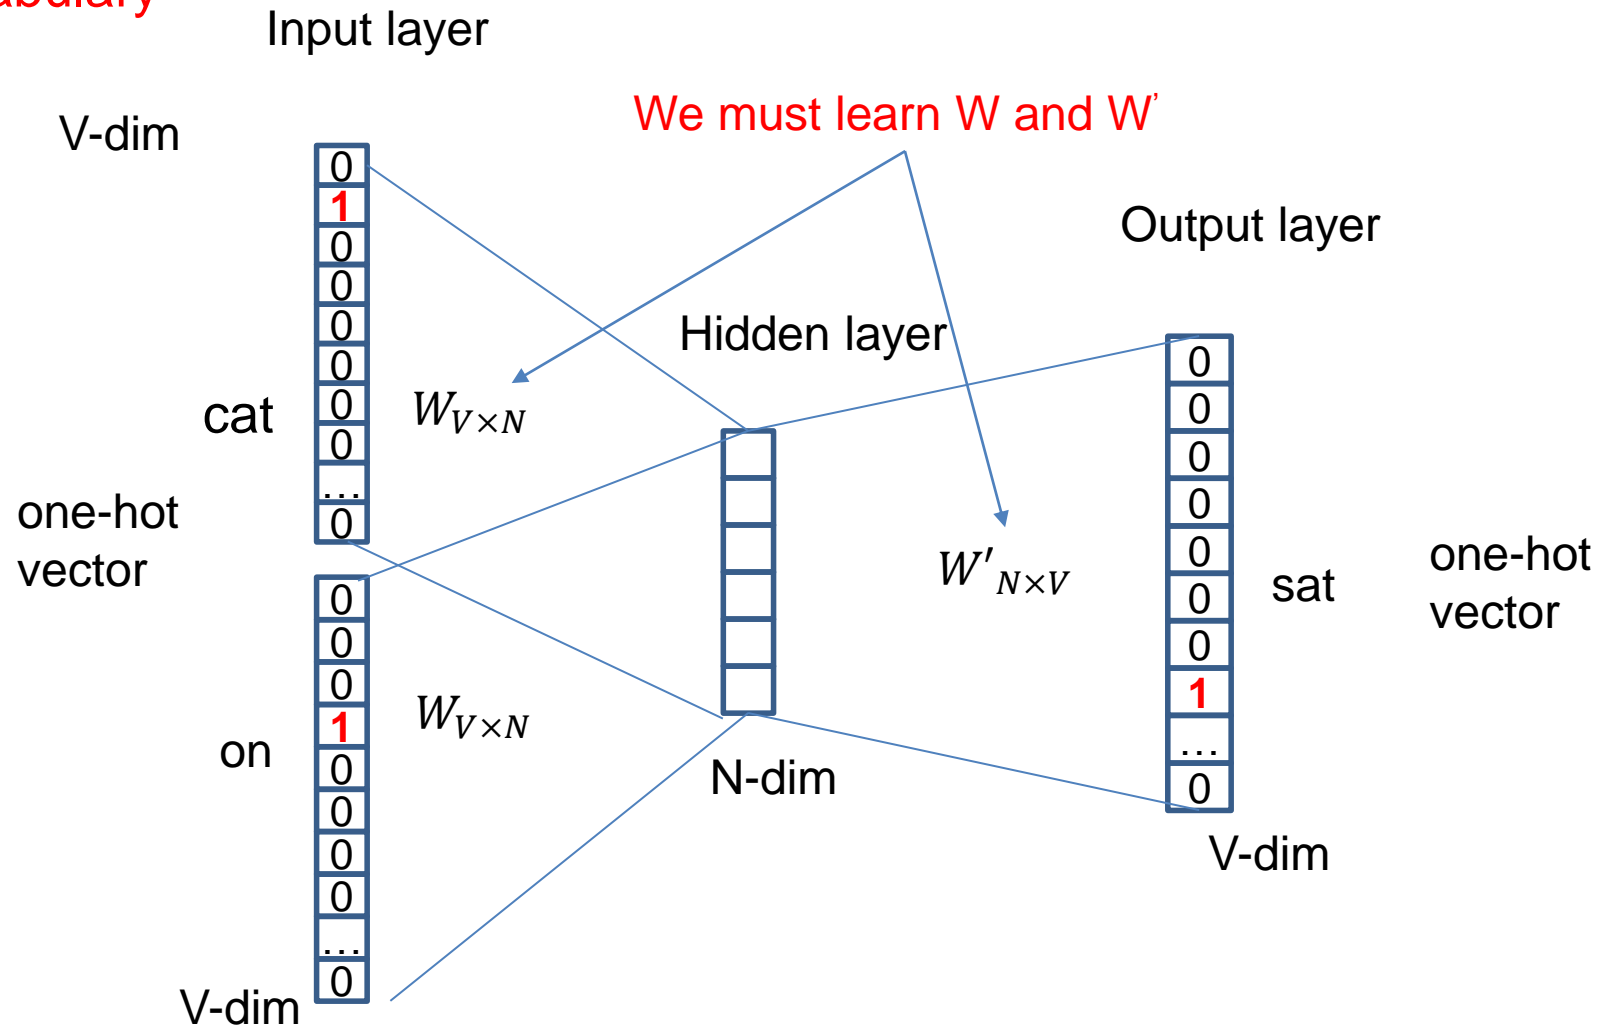 abulary
Input layer
We must learn W and W’
V-dim
0
1
0
0
0
0
0
0
...
0
cat
one-hot
vector
W_{V×N}
Hidden layer
Output layer
0
0
0
1
0
0
0
0
...
0
on
V-dim
W_{V×N}
N-dim
W'_{N×V}
0
0
0
0
0
0
0
1
...
0
sat
one-hot
vector
V-dim